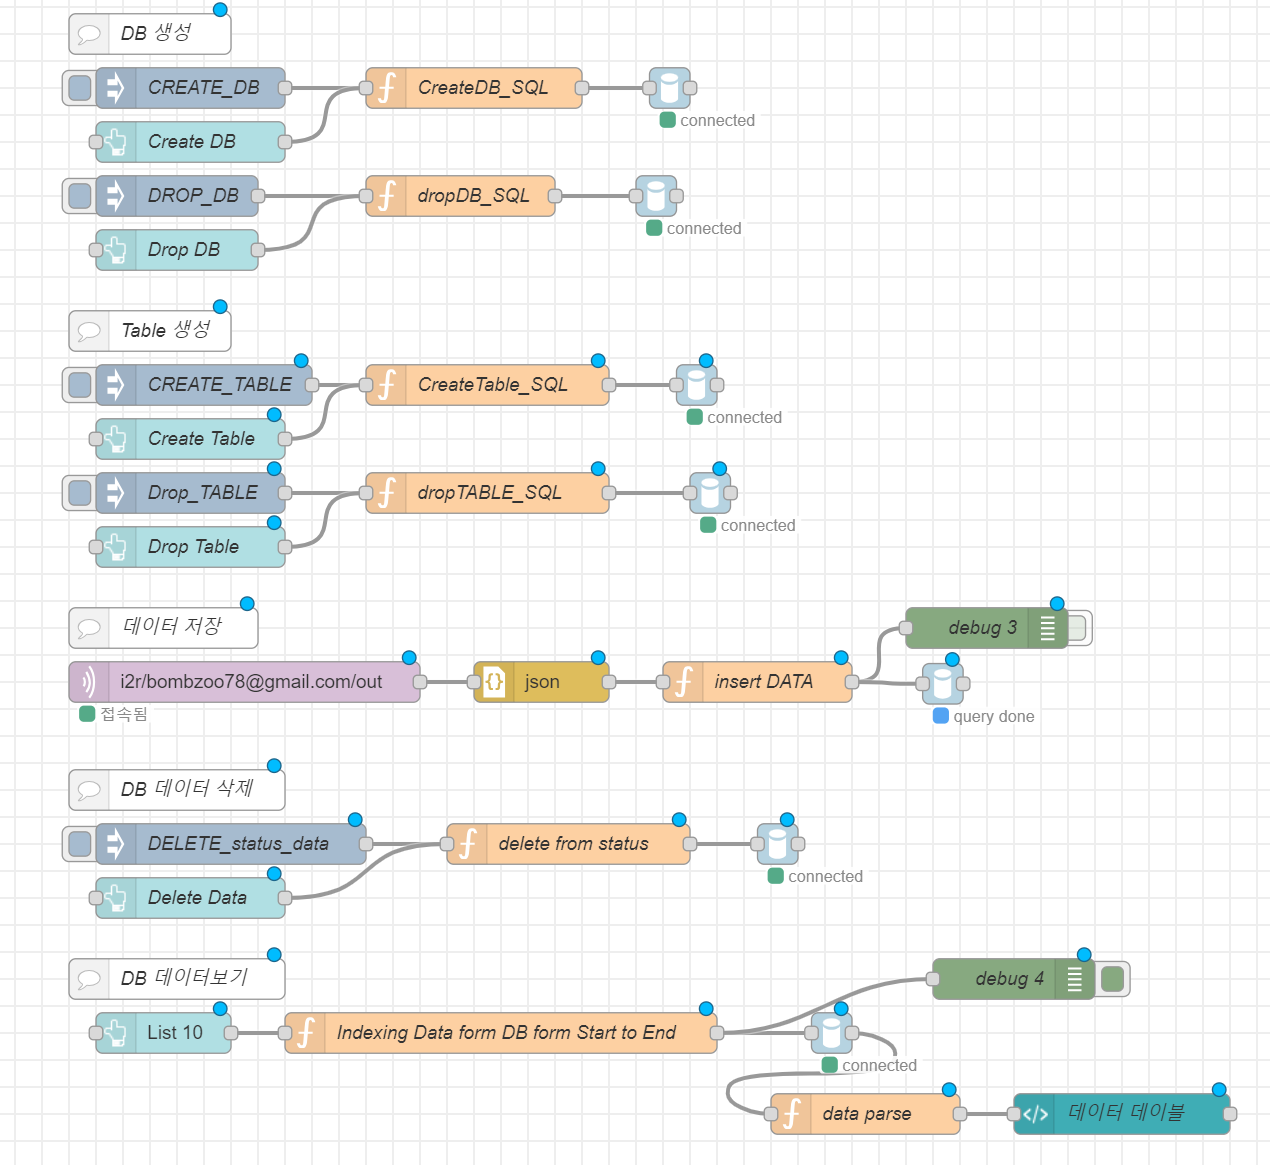 DB 생성
CREATE_DB
CreateDB_SQL
connected
Create DB
DROP_DB
dropDB_SQL
connected
Drop DB
Table 생성
CREATE_TABLE
CreateTable_SQL
connected
Create Table
Drop_TABLE
dropTABLE_SQL
connected
Drop Table
데이터 저장
debug 3
i2r/bombzoo78@gmail.com/out
json
insert DATA
접속됨
query done
DB 데이터 삭제
DELETE_status_data
delete from status
connected
Delete Data
DB 데이터보기
debug 4
List 10
Indexing Data form DB form Start to End
connected
data parse
데이터 데이블